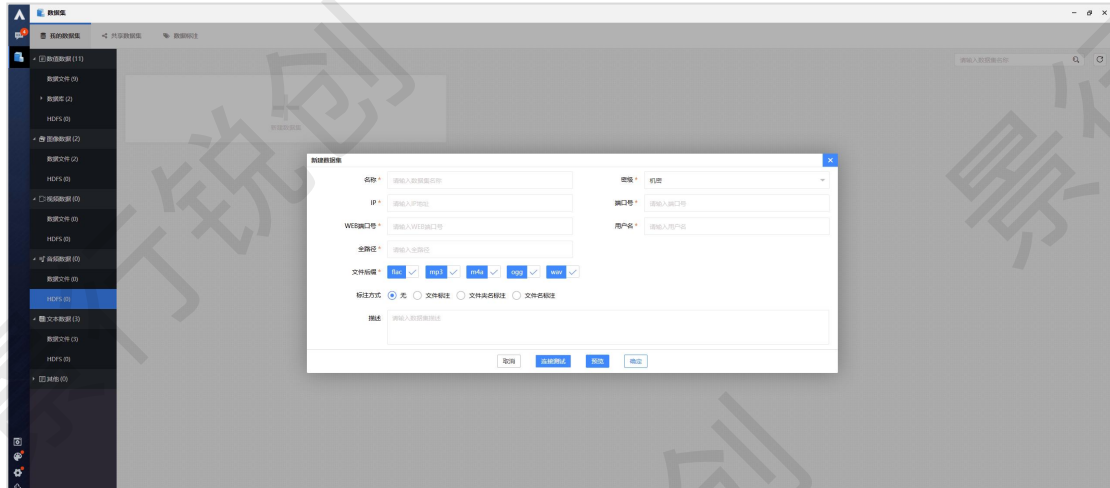 数据集
4
我的数据集 共享数据集 数据标注
数值数据 (11)
请输入数据集名称
数据文件 (9)
数据库 (2)
HDFS (0)
新建数据集
图像数据 (2)
数据文件 (2)
HDFS (0)
视频数据 (0)
数据文件 (0)
HDFS (0)
音频数据 (0)
数据文件 (0)
HDFS (0)
文本数据 (3)
数据文件 (3)
HDFS (0)
其他 (0)
新建数据集
名称 * 请输入数据集名称 密级 * 机密
IP * 请输入IP地址 端口号 * 请输入端口号
WEB端口号 * 请输入WEB端口号 用户名 * 请输入用户名
全路径 * 请输入全路径
文件后缀 * flac mp3 m4a ogg wav
标注方式 无 文件标注 文件夹名标注 文件名标注
描述 请输入数据集描述
取消 连接测试 预览 确定
景行锐创